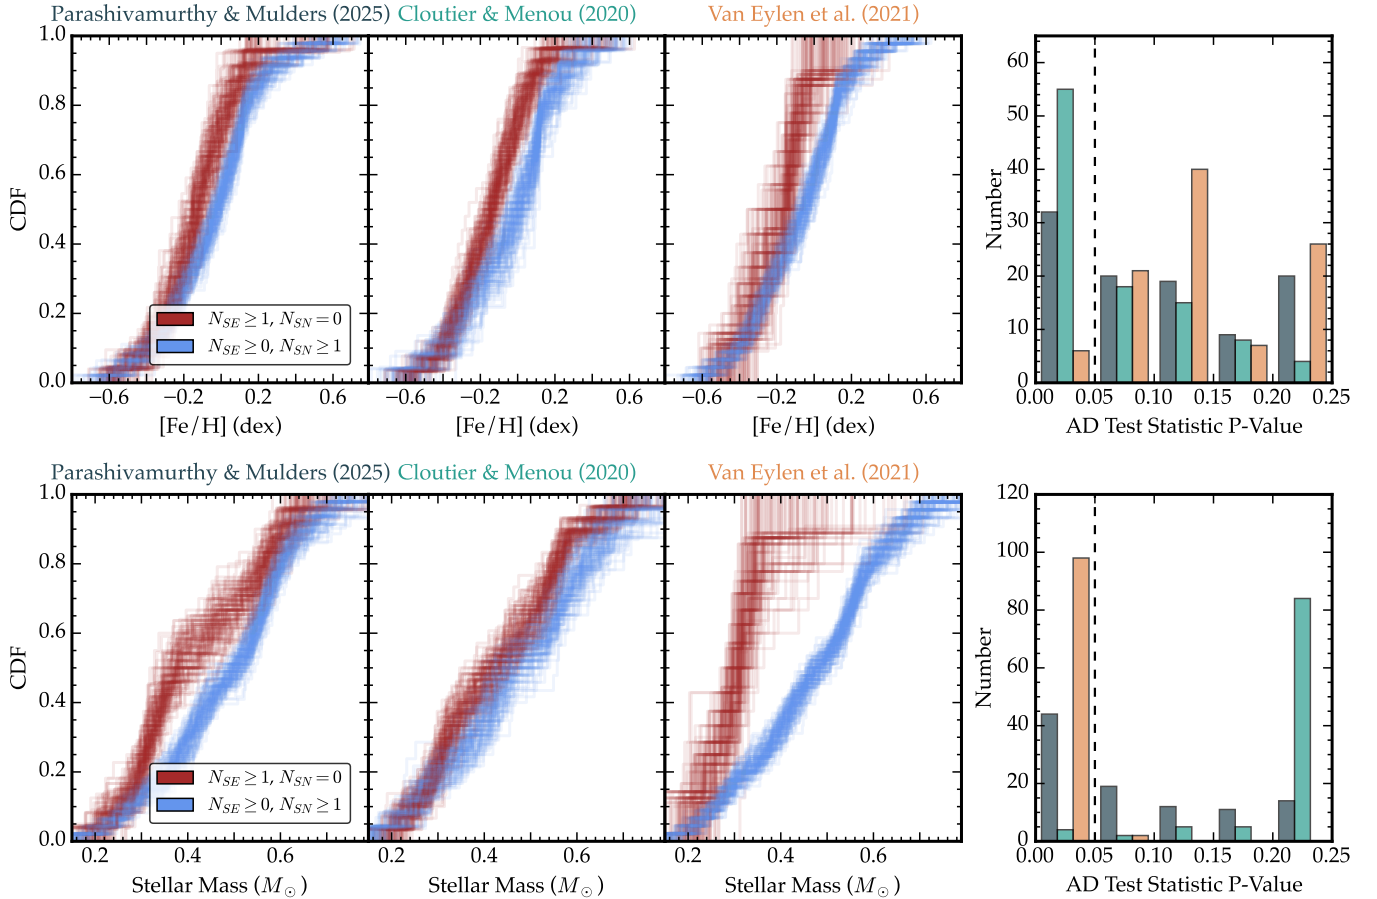 Parashivamurthy & Mulders (2025) Cloutier & Menou (2020) Van Eylen et al. (2021)
1.0
0.8
0.6
0.4
0.2
0.0
CDF
N_SE ≥ 1, N_SN = 0
N_SE ≥ 0, N_SN ≥ 1
−0.6 −0.2 0.2 0.6
[Fe/H] (dex)
−0.6 −0.2 0.2 0.6
[Fe/H] (dex)
−0.6 −0.2 0.2 0.6
[Fe/H] (dex)
60
50
40
30
20
10
0
Number
0.00 0.05 0.10 0.15 0.20 0.25
AD Test Statistic P-Value
Parashivamurthy & Mulders (2025) Cloutier & Menou (2020) Van Eylen et al. (2021)
1.0
0.8
0.6
0.4
0.2
0.0
CDF
N_SE ≥ 1, N_SN = 0
N_SE ≥ 0, N_SN ≥ 1
0.2 0.4 0.6
Stellar Mass (M⊙)
0.2 0.4 0.6
Stellar Mass (M⊙)
0.2 0.4 0.6
Stellar Mass (M⊙)
120
100
80
60
40
20
0
Number
0.00 0.05 0.10 0.15 0.20 0.25
AD Test Statistic P-Value